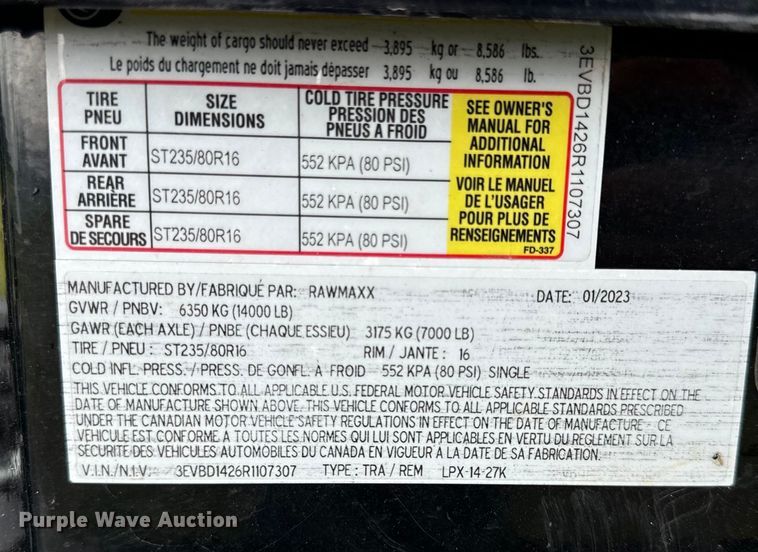 The weight of cargo should never exceed 3,895 kg or 8,586 lbs.
Le poids du chargement ne doit jamais dépasser 3,895 kg ou 8,586 lb.
TIRE PNEU
SIZE DIMENSIONS
COLD TIRE PRESSURE PRESSION DES PNEUS A FROID
SEE OWNER'S MANUAL FOR ADDITIONAL INFORMATION
VOIR LE MANUEL DE L'USAGER POUR PLUS DE RENSEIGNEMENTS
FD-337
FRONT AVANT ST235/80R16 552 KPA (80 PSI)
REAR ARRIÈRE ST235/80R16 552 KPA (80 PSI)
SPARE DE SECOURS ST235/80R16 552 KPA (80 PSI)
3EVBD1426R1107307
MANUFACTURED BY/FABRIQUÉ PAR: RAWMAXX DATE: 01/2023
GVWR / PNBV: 6350 KG (14000 LB)
GAWR (EACH AXLE) / PNBE (CHAQUE ESSIEU) 3175 KG (7000 LB)
TIRE / PNEU : ST235/80R16 RIM / JANTE : 16
COLD INFL. PRESS./- PRESS. DE GONFL. À FROID 552 KPA (80 PSI) SINGLE
THIS VEHICLE CONFORMS TO ALL APPLICABLE U.S. FEDERAL MOTOR VEHICLE SAFETY. STANDARDS IN EFFECT ON THE
DATE OF MANUFACTURE SHOWN ABOVE. THIS VEHICLE CONFORMS TO ALL APPLICABLE STANDARDS PRESCRIBED
UNDER THE CANADIAN MOTOR VEHICLE SAFETY REGULATIONS IN EFFECT ON THE DATE OF MANUFACTURE - CE
VEHICULE EST CONFORME A TOUTES LES NORMES QUI LUI SONT APPLICABLES EN VERTU DU REGLEMENT SUR LA
SÉCURITÉ DES VÉHICULES AUTOMOBILES DU CANADA EN VIGUEUR À LA DATE DE SA FABRICATION.
V.I.N./N.I.V. 3EVBD1426R1107307 TYPE : TRA / REM LPX-14-27K
Purple Wave Auction